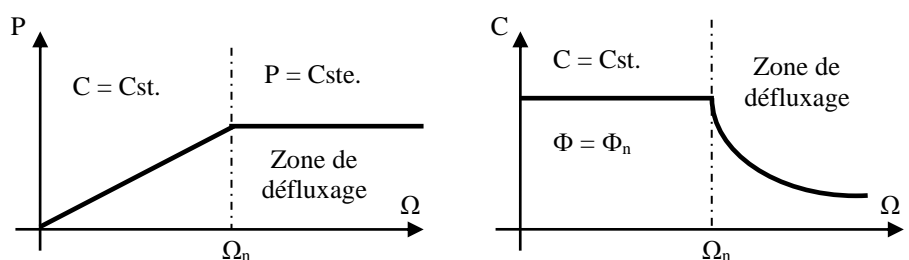 P
C = Cst.
P = Cste.
Zone de
défluxage
Ω
Ωn
C
C = Cst.
Zone de
défluxage
Φ = Φn
Ω
Ωn